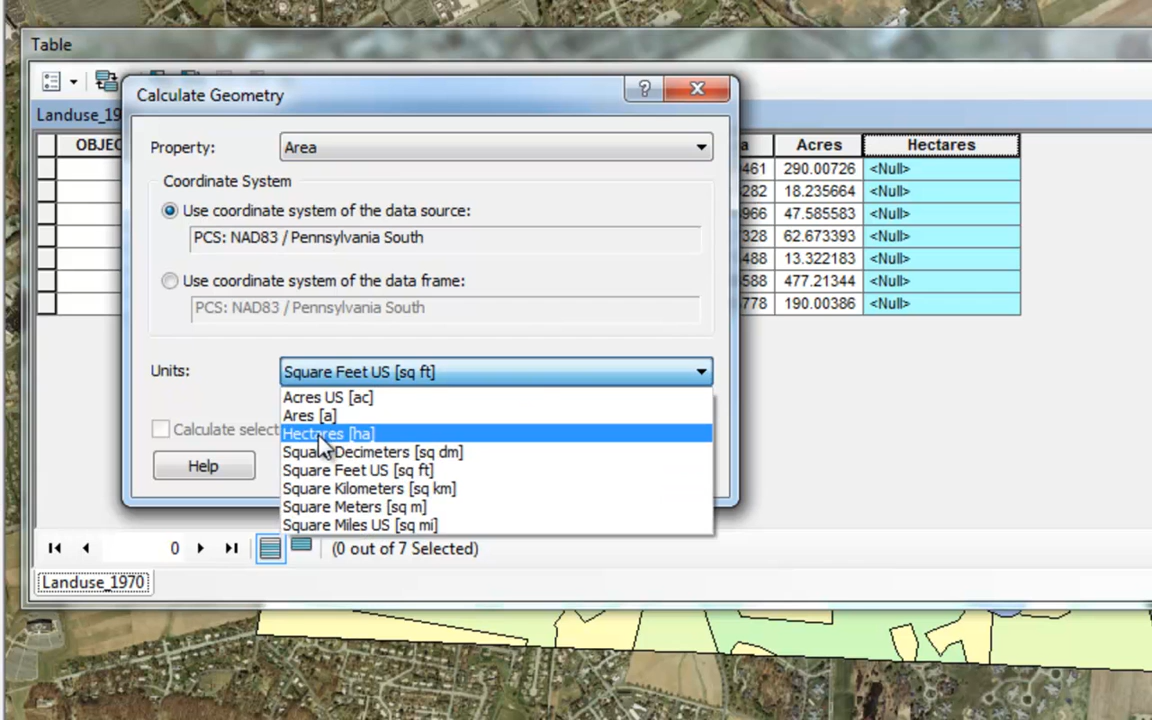 Table
Calculate Geometry
?
X
Landuse_19
OBJEC
a Acres Hectares
Property: Area
461 290.00726 <Null>
Coordinate System
282 18.235664 <Null>
Use coordinate system of the data source:
966 47.585583 <Null>
PCS: NAD83 / Pennsylvania South
328 62.673393 <Null>
488 13.322183 <Null>
Use coordinate system of the data frame:
588 477.21344 <Null>
PCS: NAD83 / Pennsylvania South
778 190.00386 <Null>
Units: Square Feet US [sq ft]
Acres US [ac]
Ares [a]
Calculate select
Hectares [ha]
Square Decimeters [sq dm]
Help
Square Feet US [sq ft]
Square Kilometers [sq km]
Square Meters [sq m]
Square Miles US [sq mi]
0 (0 out of 7 Selected)
Landuse_1970